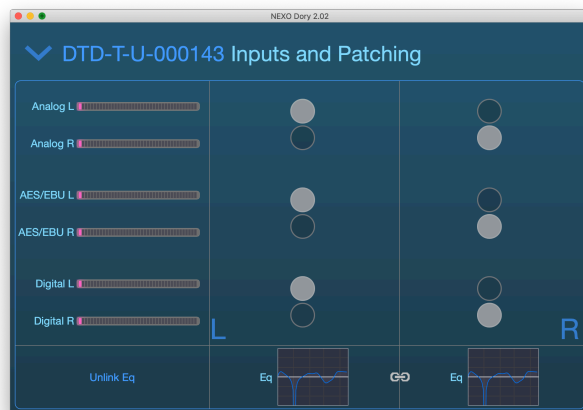 NEXO Dory 2.02
DTD-T-U-000143 Inputs and Patching
Analog L
Analog R
AES/EBU L
AES/EBU R
Digital L
Digital R
L
R
Unlink Eq
Eq
Eq